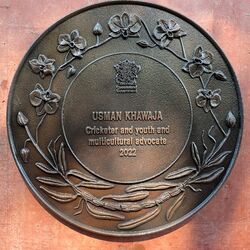 USMAN KHAWAJA
Cricketer and youth and
multicultural advocate
2022